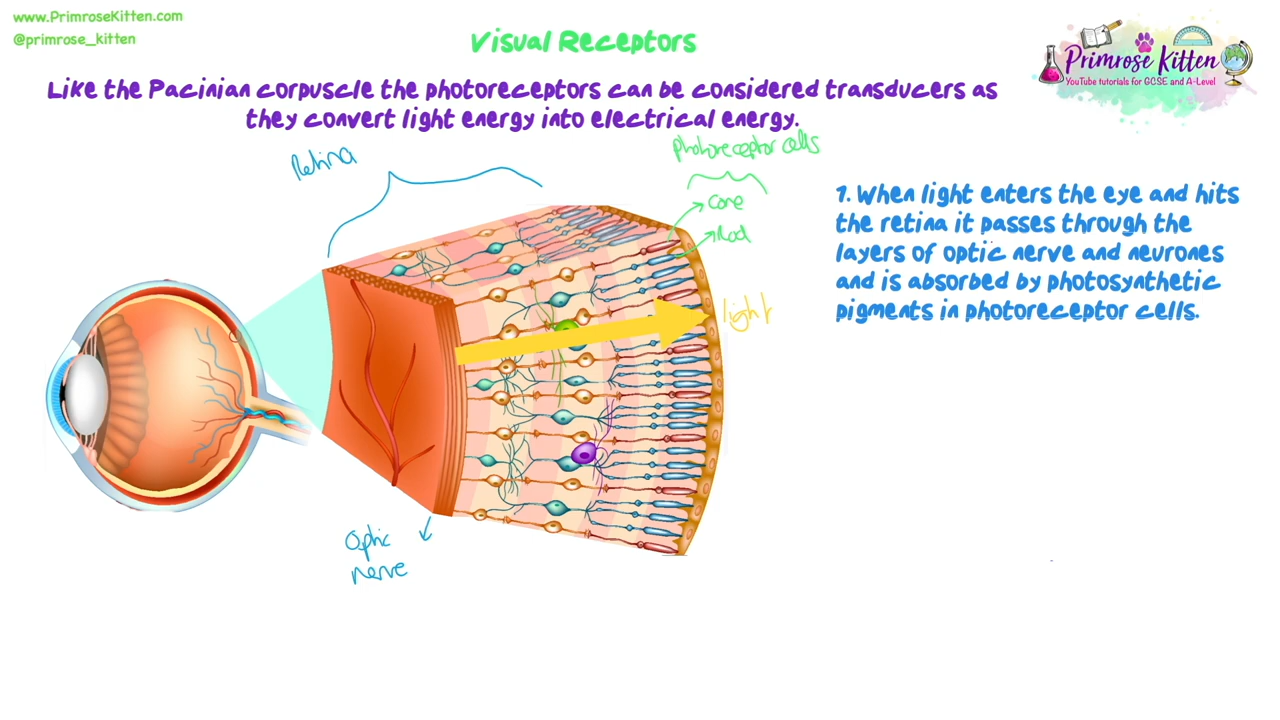 www.PrimroseKitten.com
@primrose_kitten
Visual Receptors
Primrose Kitten
YouTube tutorials for GCSE and A-Level
Like the Pacinian corpuscle the photoreceptors can be considered transducers as
they convert light energy into electrical energy.
Retina
Photoreceptor cells
Cone
Rod
light
Optic
nerve
1. When light enters the eye and hits
the retina it passes through the
layers of optic nerve and neurones
and is absorbed by photosynthetic
pigments in photoreceptor cells.